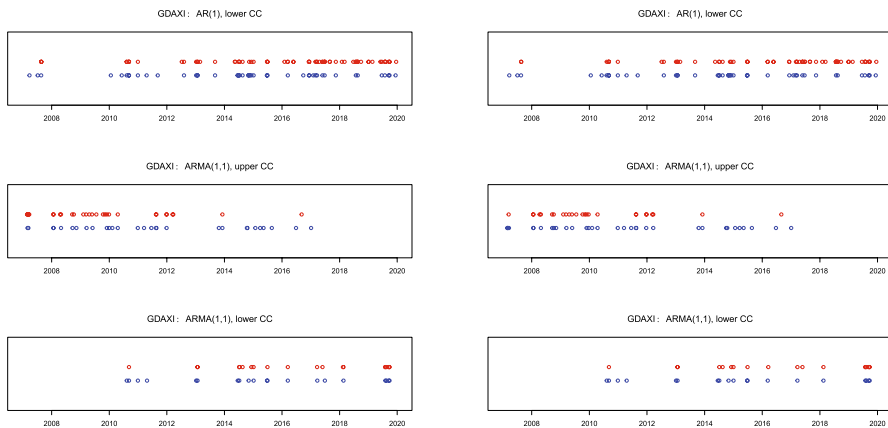 GDAXI : AR(1), lower CC
GDAXI : AR(1), lower CC
2008 2010 2012 2014 2016 2018 2020
2008 2010 2012 2014 2016 2018 2020
GDAXI : ARMA(1,1), upper CC
GDAXI : ARMA(1,1), upper CC
2008 2010 2012 2014 2016 2018 2020
2008 2010 2012 2014 2016 2018 2020
GDAXI : ARMA(1,1), lower CC
GDAXI : ARMA(1,1), lower CC
2008 2010 2012 2014 2016 2018 2020
2008 2010 2012 2014 2016 2018 2020